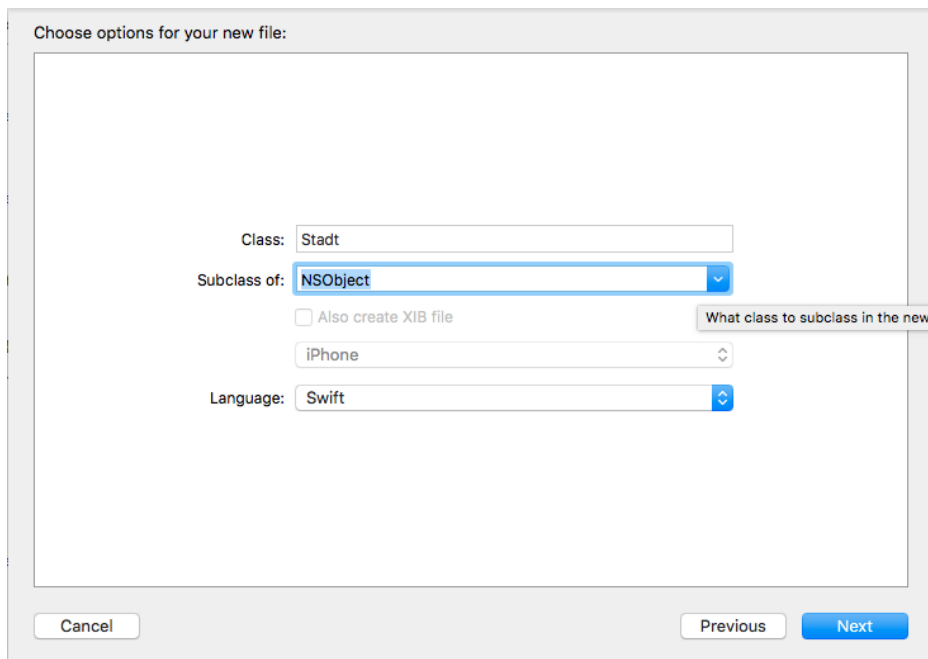 Choose options for your new file:
Class: Stadt
Subclass of: NSObject
Also create XIB file
What class to subclass in the new
iPhone
Language: Swift
Cancel Previous Next